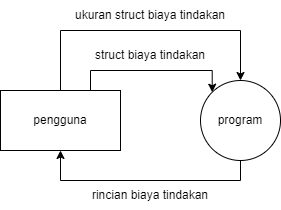 ukuran struct biaya tindakan
struct biaya tindakan
pengguna
program
rincian biaya tindakan